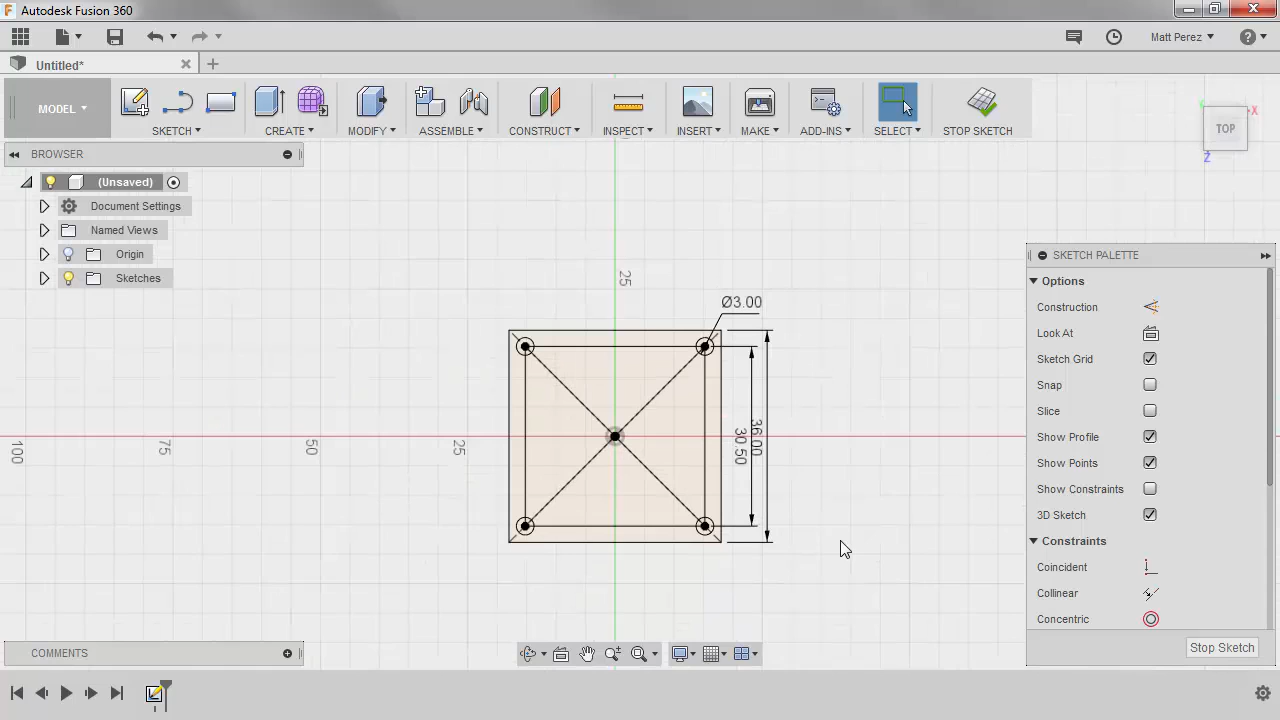 Autodesk Fusion 360
Matt Perez
Untitled*
MODEL
SKETCH
CREATE
MODIFY
ASSEMBLE
CONSTRUCT
INSPECT
INSERT
MAKE
ADD-INS
SELECT
STOP SKETCH
TOP
X
Z
BROWSER
(Unsaved)
Document Settings
Named Views
Origin
Sketches
25
Ø3.00
36.00
30.50
100
75
50
25
SKETCH PALETTE
Options
Construction
Look At
Sketch Grid
Snap
Slice
Show Profile
Show Points
Show Constraints
3D Sketch
Constraints
Coincident
Collinear
Concentric
Stop Sketch
COMMENTS